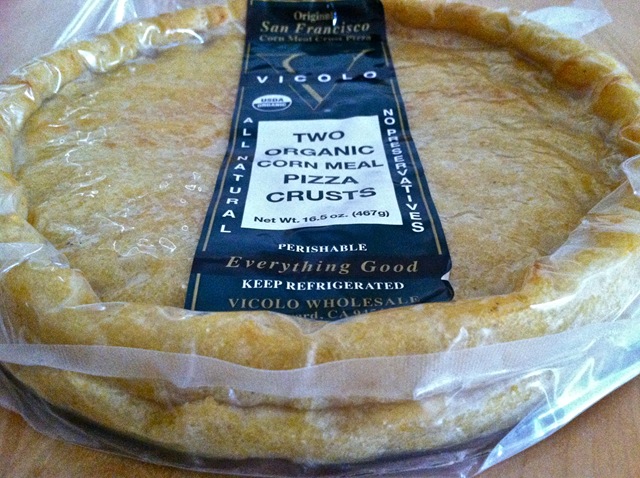 Original
San Francisco
Corn Meal Crust Pizza
VICOLO
USDA
ORGANIC
ALL NATURAL
NO PRESERVATIVES
TWO
ORGANIC
CORN MEAL
PIZZA
CRUSTS
Net Wt. 16.5 oz. (467g)
PERISHABLE
Everything Good
KEEP REFRIGERATED
VICOLO WHOLESALE
CA